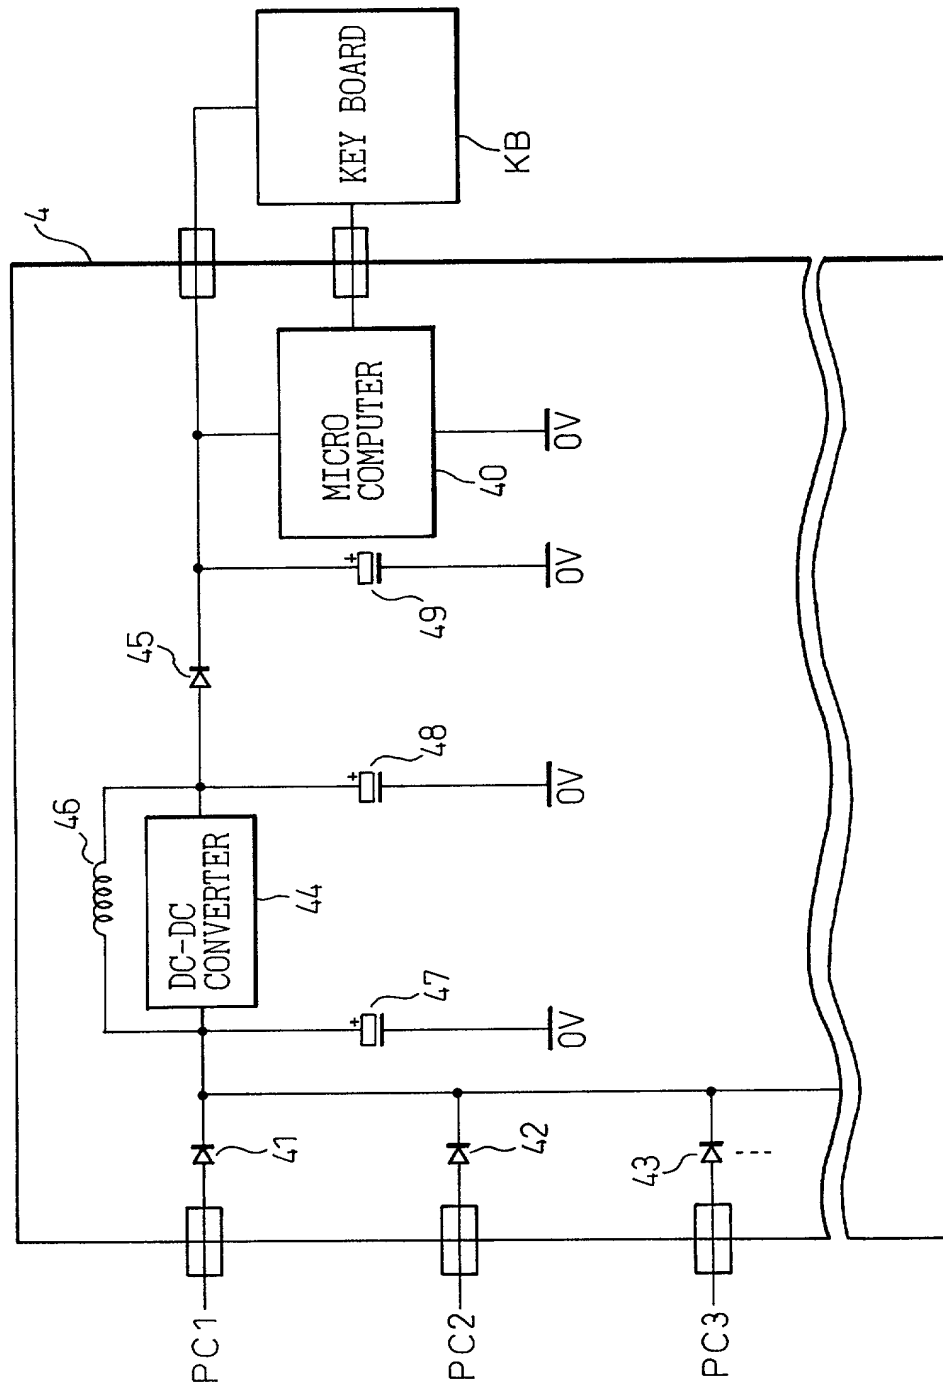 4
46
45
DC-DC
CONVERTER
44
MICRO
COMPUTER
40
KEY BOARD
KB
PC1
41
47
+
0V
48
+
0V
49
+
0V
0V
PC2
42
PC3
43